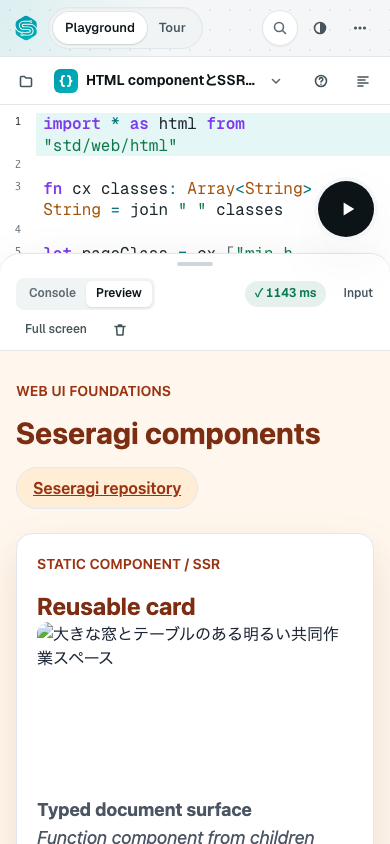 Playground
Tour
{} HTML componentとSSR...
1 import * as html from
"std/web/html"
2
3 fn cx classes: Array<String>
String = join " " classes
4
5 let pageClass = cx ["min-h
Console
Preview
✓ 1143 ms
Input
Full screen
WEB UI FOUNDATIONS
Seseragi components
Seseragi repository
STATIC COMPONENT / SSR
Reusable card
大きな窓とテーブルのある明るい共同作
業スペース
Typed document surface
Function component from children